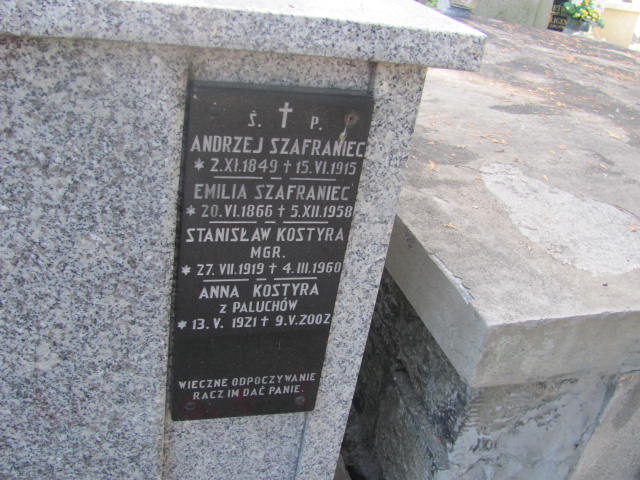 Ś. † P.
ANDRZEJ SZAFRANIEC
* 2.XI.1849 † 15.VI.1915
EMILIA SZAFRANIEC
* 20.VI.1866 † 5.XII.1958
STANISŁAW KOSTYRA
MGR.
* 27.VII.1919 † 4.III.1960
ANNA KOSTYRA
Z PALUCHÓW
* 13.V.1921 † 9.V.2002
WIECZNE ODPOCZYWANIE
RACZ IM DAĆ PANIE.